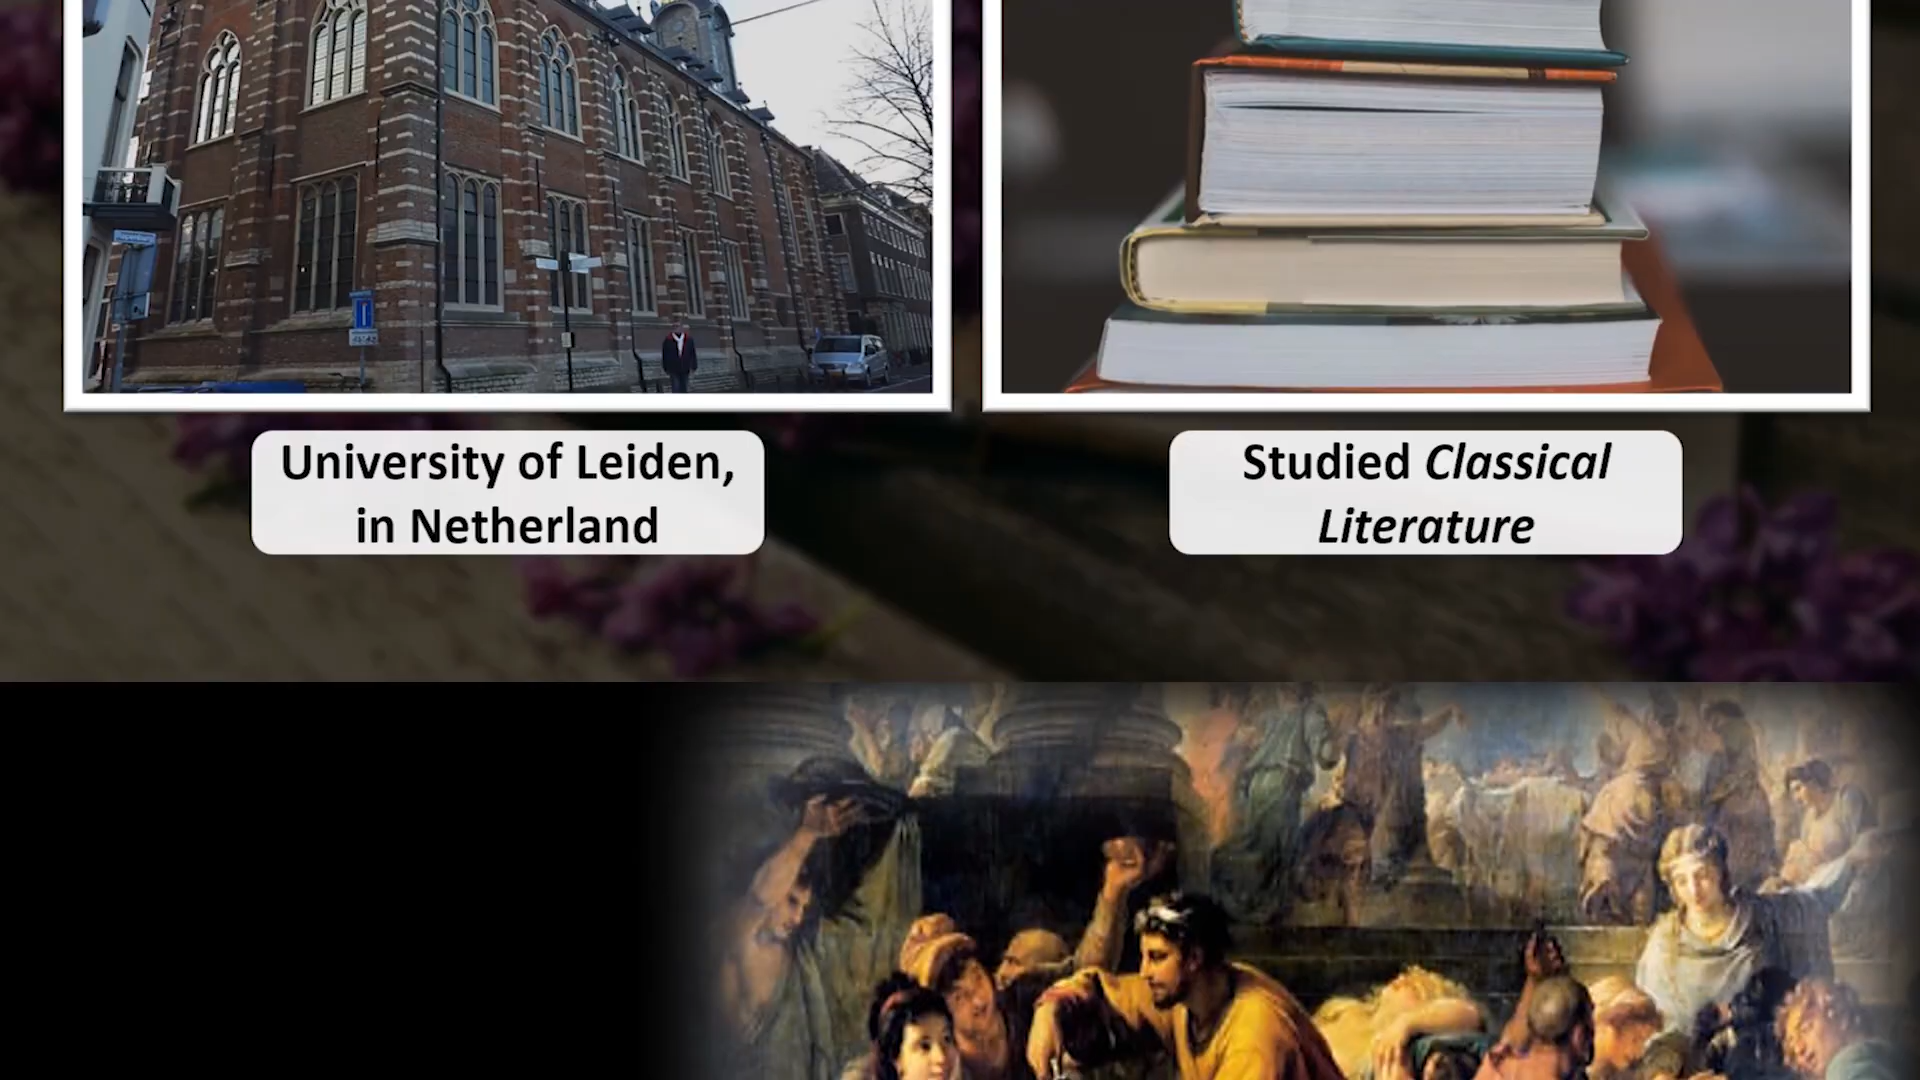 University of Leiden,
in Netherland
Studied Classical
Literature